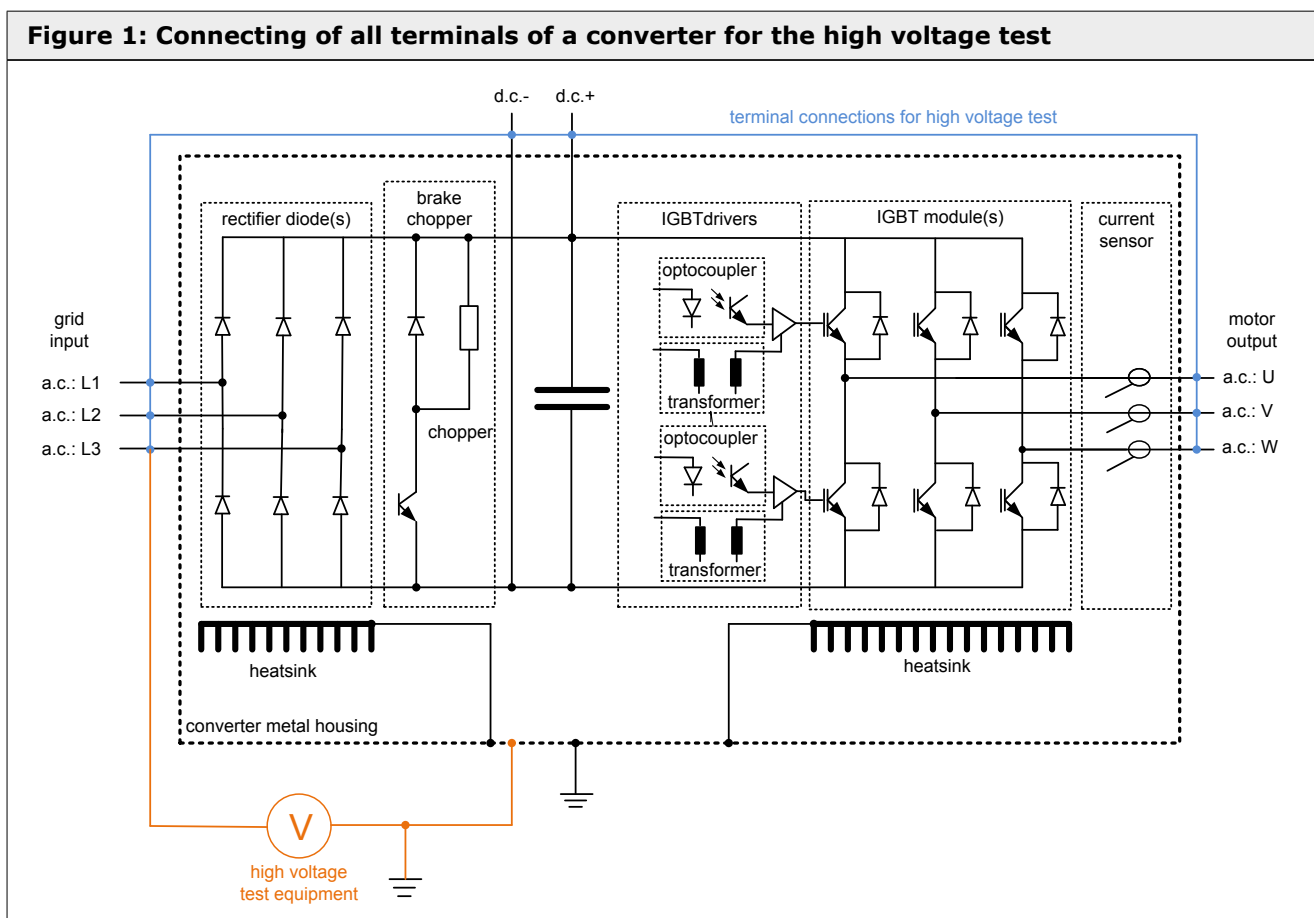 Figure 1: Connecting of all terminals of a converter for the high voltage test
d.c.-
d.c.+
terminal connections for high voltage test
rectifier diode(s)
brake
chopper
IGBTdrivers
IGBT module(s)
current
sensor
optocoupler
grid
input
motor
output
a.c.: L1
a.c.: L2
a.c.: L3
chopper
transformer
optocoupler
a.c.: U
a.c.: V
a.c.: W
transformer
heatsink
heatsink
converter metal housing
V
high voltage
test equipment